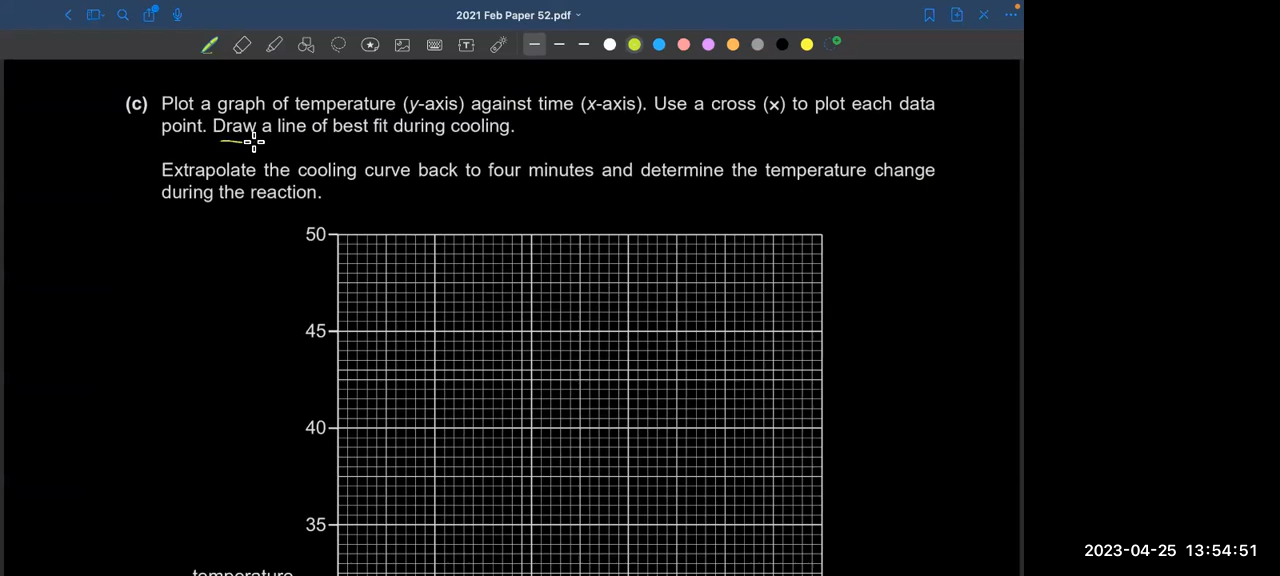 2021 Feb Paper 52.pdf
(c) Plot a graph of temperature (y-axis) against time (x-axis). Use a cross (×) to plot each data
point. Draw a line of best fit during cooling.
Extrapolate the cooling curve back to four minutes and determine the temperature change
during the reaction.
50
45
40
35
2023-04-25 13:54:51
temperature